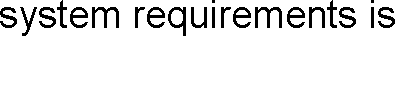 system requirements is